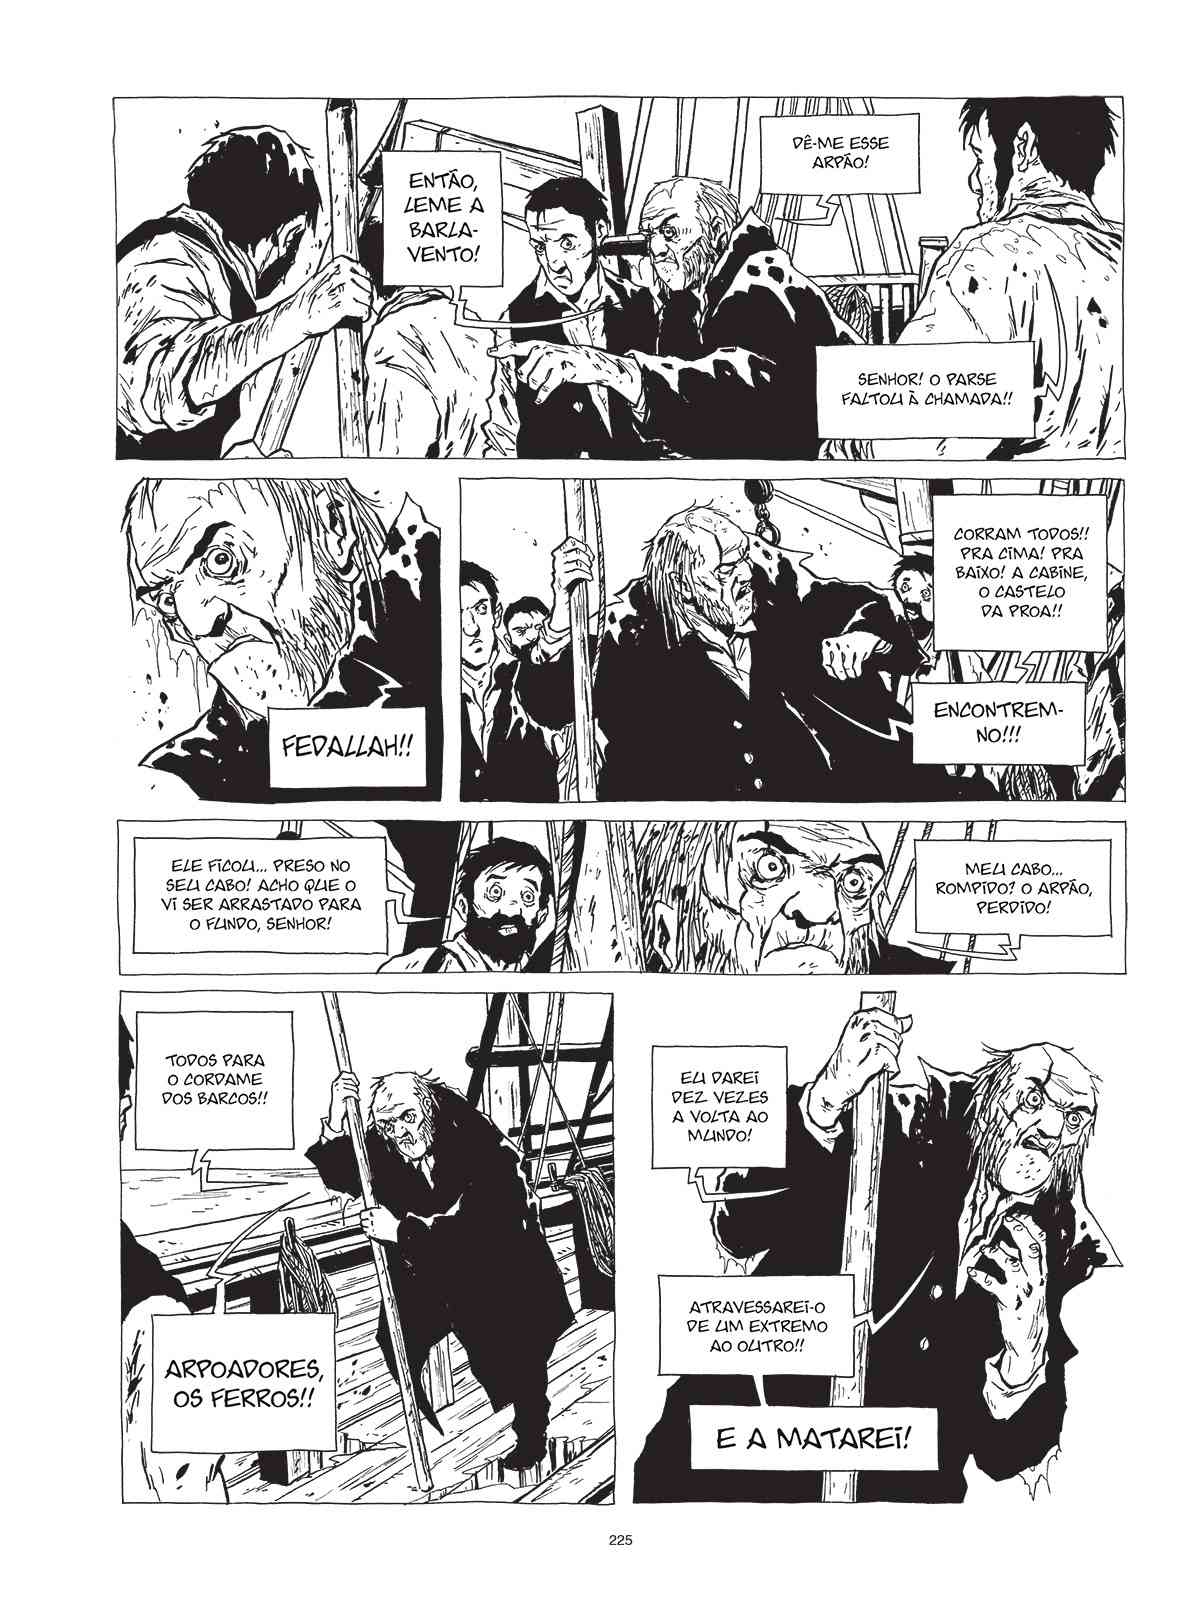 ENTÃO,
LEME A
BARLA-
VENTO!
DÊ-ME ESSE
ARPÃO!
SENHOR! O PARSE
FALTOU À CHAMADA!!
FEDALLAH!!
CORRAM TODOS!!
PRA CIMA! PRA
BAIXO! A CABINE,
O CASTELO
DA PROA!!
ENCONTREM-
NO!!!
ELE FICOU... PRESO NO
SEU CABO! ACHO QUE O
VI SER ARRASTADO PARA
O FUNDO, SENHOR!
MEU CABO...
ROMPIDO? O ARPÃO,
PERDIDO!
TODOS PARA
O CORDAME
DOS BARCOS!!
ARPOADORES,
OS FERROS!!
EU DAREI
DEZ VEZES
A VOLTA AO
MUNDO!
ATRAVESSAREI-O
DE UM EXTREMO
AO OUTRO!!
E A MATAREI!
225